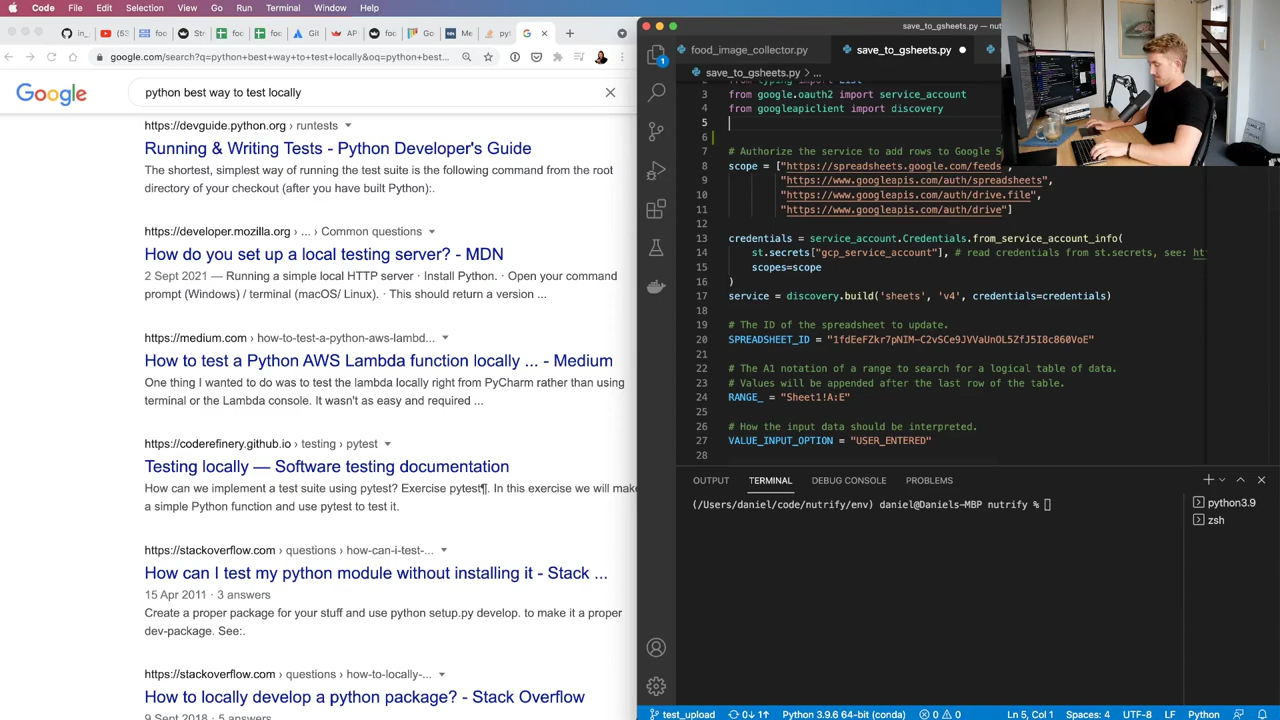 Code File Edit Selection View Go Run Terminal Window Help
google.com/search?q=python+best+way+to+test+locally&oq=python+best...
Google
python best way to test locally
https://devguide.python.org › runtests
Running & Writing Tests - Python Developer's Guide
The shortest, simplest way of running the test suite is the following command from the root
directory of your checkout (after you have built Python):.
https://developer.mozilla.org › ... › Common questions
How do you set up a local testing server? - MDN
2 Sept 2021 — Running a simple local HTTP server · Install Python. · Open your command
prompt (Windows) / terminal (macOS/ Linux). · This should return a version ...
https://medium.com › how-to-test-a-python-aws-lambd...
How to test a Python AWS Lambda function locally ... - Medium
One thing I wanted to do was to test the lambda locally right from PyCharm rather than using
terminal or the Lambda console. It wasn't as easy and required ...
https://coderefinery.github.io › testing › pytest
Testing locally — Software testing documentation
How can we implement a test suite using pytest? Exercise pytest¶. In this exercise we will make
a simple Python function and use pytest to test it.
https://stackoverflow.com › questions › how-can-i-test-...
How can I test my python module without installing it - Stack ...
15 Apr 2011 · 3 answers
Create a proper package for your stuff and use python setup.py develop. to make it a proper
dev-package. See:.
https://stackoverflow.com › questions › how-to-locally-...
How to locally develop a python package? - Stack Overflow
9 Sept 2018 · 5 answers
save_to_gsheets.py — nut
food_image_collector.py save_to_gsheets.py
save_to_gsheets.py > ...
from typing import List
3 from google.oauth2 import service_account
4 from googleapiclient import discovery
5
6
7 # Authorize the service to add rows to Google S
8 scope = ["https://spreadsheets.google.com/feeds
9 "https://www.googleapis.com/auth/spreadsheets",
10 "https://www.googleapis.com/auth/drive.file",
11 "https://www.googleapis.com/auth/drive"]
12
13 credentials = service_account.Credentials.from_service_account_info(
14 st.secrets["gcp_service_account"], # read credentials from st.secrets, see: ht
15 scopes=scope
16 )
17 service = discovery.build('sheets', 'v4', credentials=credentials)
18
19 # The ID of the spreadsheet to update.
20 SPREADSHEET_ID = "1fdEeFZkr7pNIM-C2vSCe9JVVaUnOL5ZfJ5I8c860VoE"
21
22 # The A1 notation of a range to search for a logical table of data.
23 # Values will be appended after the last row of the table.
24 RANGE_ = "Sheet1!A:E"
25
26 # How the input data should be interpreted.
27 VALUE_INPUT_OPTION = "USER_ENTERED"
28
OUTPUT TERMINAL DEBUG CONSOLE PROBLEMS
(/Users/daniel/code/nutrify/env) daniel@Daniels-MBP nutrify %
python3.9
zsh
test_upload 0↓ 1↑ Python 3.9.6 64-bit (conda) 0 0 Ln 5, Col 1 Spaces: 4 UTF-8 LF Python